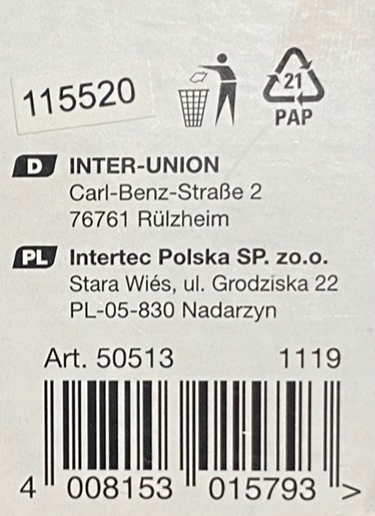 115520
21
PAP
D INTER-UNION
Carl-Benz-Straße 2
76761 Rülzheim
PL Intertec Polska SP. zo.o.
Stara Wiés, ul. Grodziska 22
PL-05-830 Nadarzyn
Art. 50513 1119
4 008153 015793 >